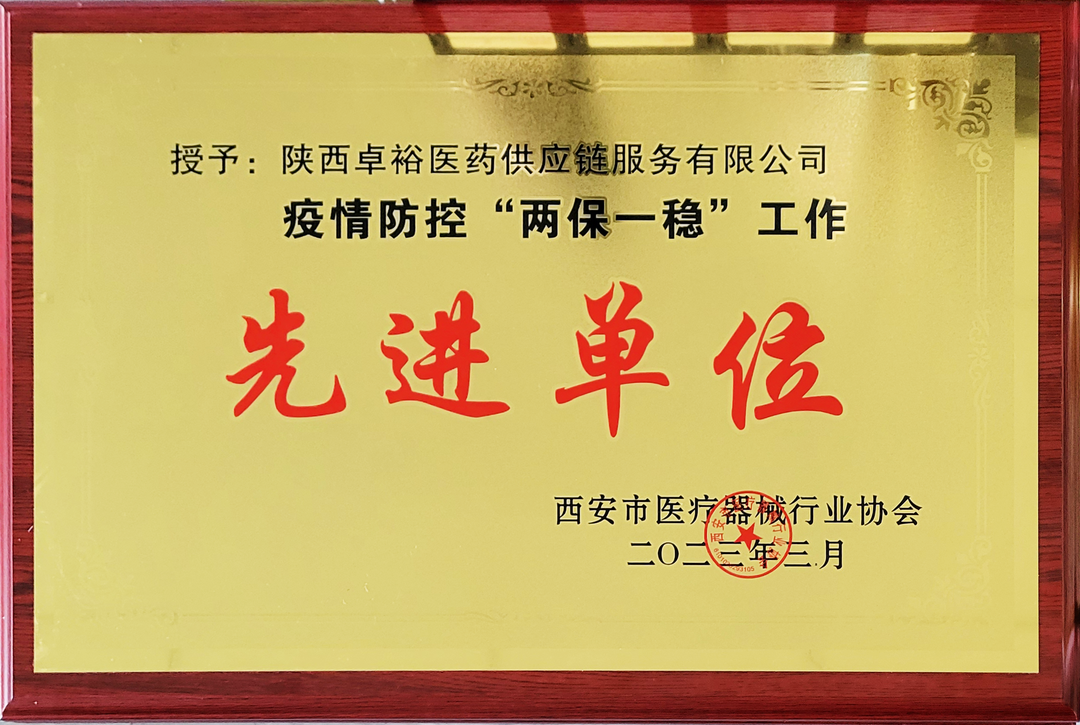 授予：陕西卓裕医药供应链服务有限公司
疫情防控“两保一稳”工作
先进单位
西安市医疗器械行业协会
二〇二三年三月